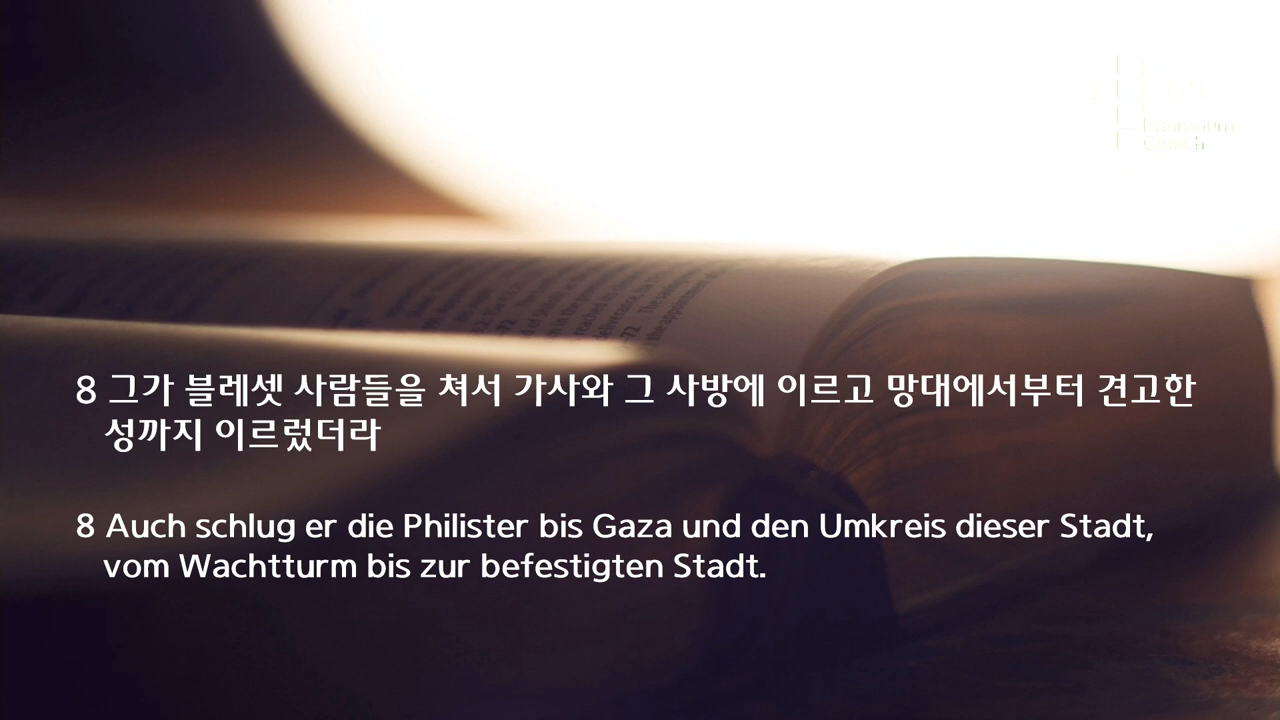 8 그가 블레셋 사람들을 쳐서 가사와 그 사방에 이르고 망대에서부터 견고한
성까지 이르렀더라
8 Auch schlug er die Philister bis Gaza und den Umkreis dieser Stadt,
vom Wachtturm bis zur befestigten Stadt.
Church